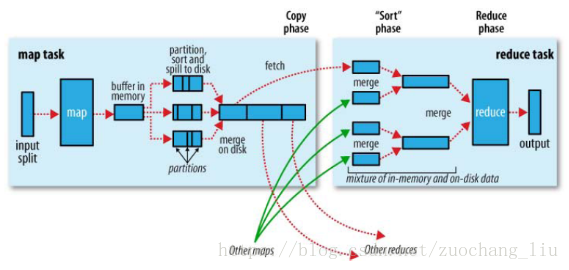 Copy
phase
"Sort"
phase
Reduce
phase
map task
partition,
sort and
spill to disk
fetch
reduce task
buffer in
memory
map
merge
merge
reduce
input
split
merge
on disk
partitions
merge
output
mixture of in-memory and on-disk data
Other maps
Other reduces
http://blog.csdn.net/zuochang_liu